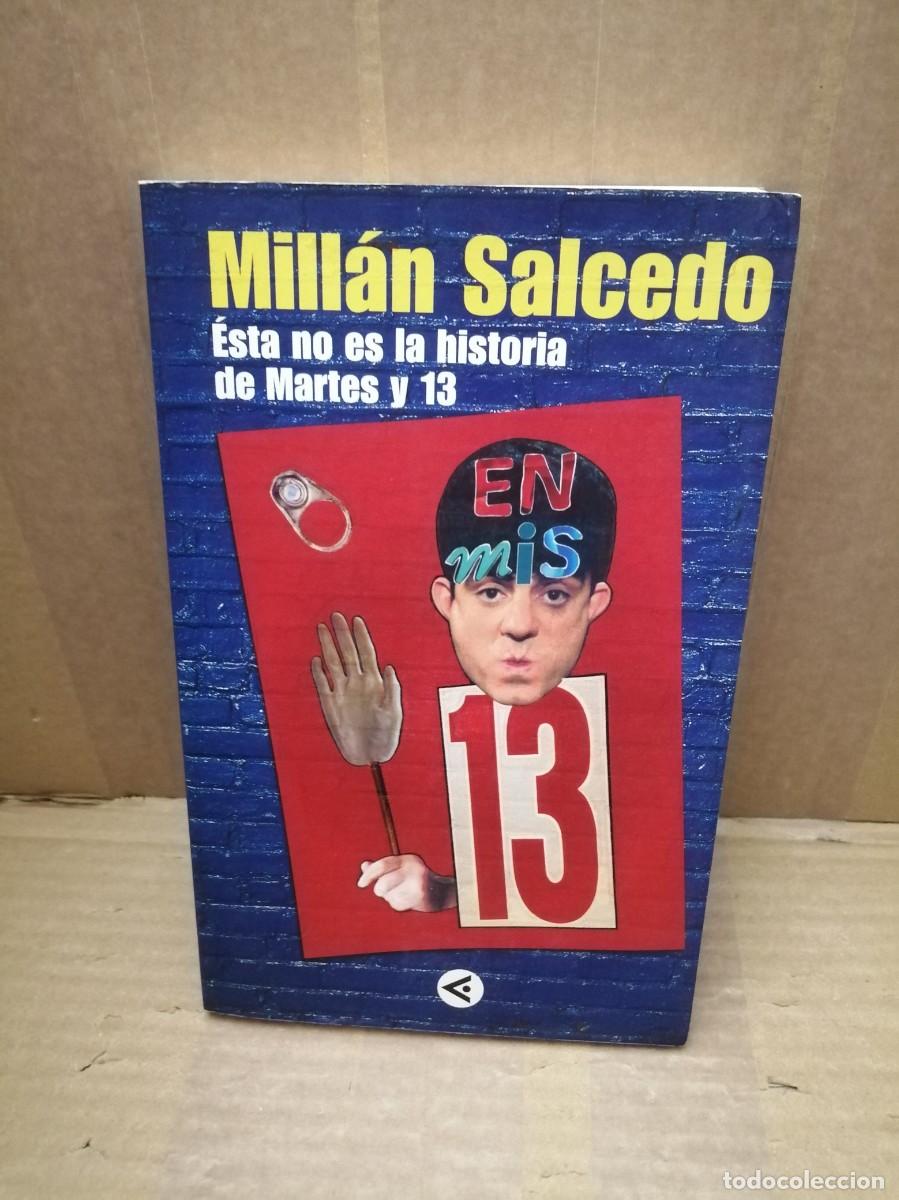 Millán Salcedo
Ésta no es la historia
de Martes y 13
EN
mis
13
todocoleccion